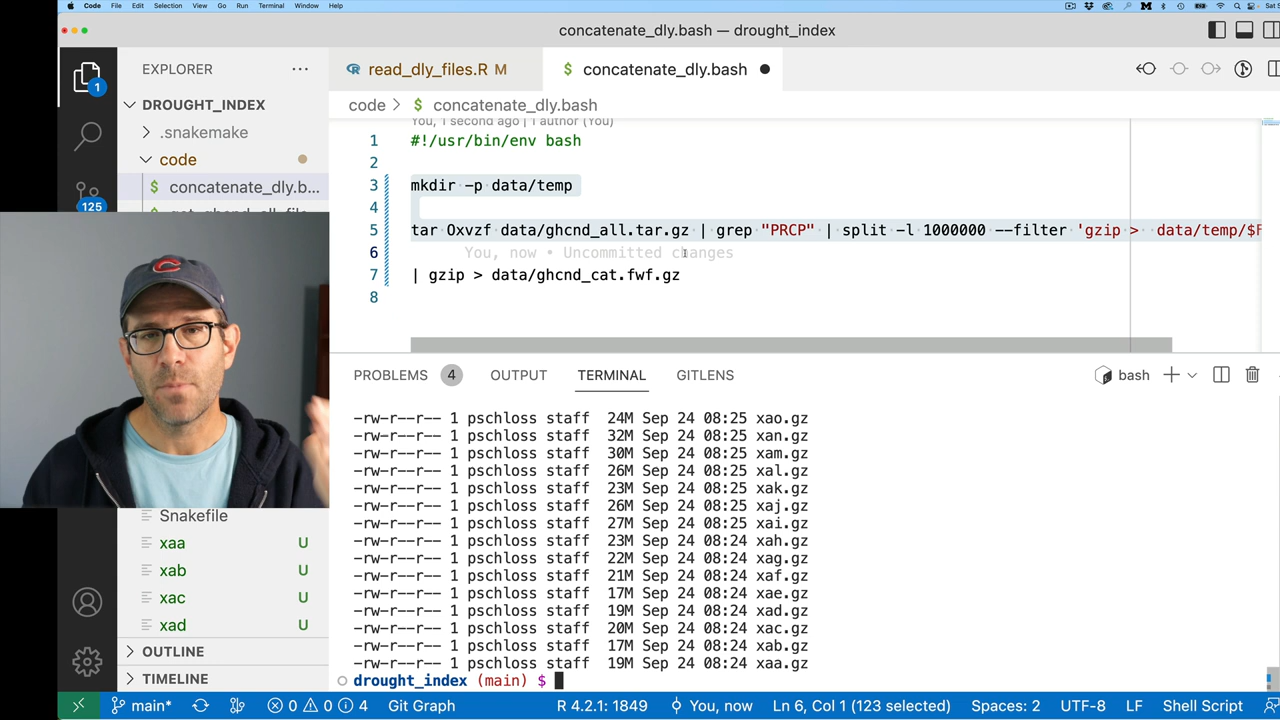 Code File Edit Selection View Go Run Terminal Window Help
concatenate_dly.bash — drought_index
EXPLORER
read_dly_files.R M
concatenate_dly.bash
1
DROUGHT_INDEX
code > $ concatenate_dly.bash
.snakemake
You, 1 second ago | 1 author (You)
code
1 #!/usr/bin/env bash
2
$ concatenate_dly.b...
3 mkdir -p data/temp
125
4
5 tar Oxvzf data/ghcnd_all.tar.gz | grep "PRCP" | split -l 1000000 --filter 'gzip > data/temp/$F
6 You, now • Uncommitted changes
7 | gzip > data/ghcnd_cat.fwf.gz
8
PROBLEMS 4 OUTPUT TERMINAL GITLENS
bash
-rw-r--r-- 1 pschloss staff 24M Sep 24 08:25 xao.gz
-rw-r--r-- 1 pschloss staff 32M Sep 24 08:25 xan.gz
-rw-r--r-- 1 pschloss staff 30M Sep 24 08:25 xam.gz
-rw-r--r-- 1 pschloss staff 26M Sep 24 08:25 xal.gz
-rw-r--r-- 1 pschloss staff 23M Sep 24 08:25 xak.gz
-rw-r--r-- 1 pschloss staff 26M Sep 24 08:25 xaj.gz
-rw-r--r-- 1 pschloss staff 27M Sep 24 08:25 xai.gz
-rw-r--r-- 1 pschloss staff 23M Sep 24 08:24 xah.gz
-rw-r--r-- 1 pschloss staff 22M Sep 24 08:24 xag.gz
-rw-r--r-- 1 pschloss staff 21M Sep 24 08:24 xaf.gz
-rw-r--r-- 1 pschloss staff 17M Sep 24 08:24 xae.gz
-rw-r--r-- 1 pschloss staff 19M Sep 24 08:24 xad.gz
-rw-r--r-- 1 pschloss staff 20M Sep 24 08:24 xac.gz
-rw-r--r-- 1 pschloss staff 17M Sep 24 08:24 xab.gz
-rw-r--r-- 1 pschloss staff 19M Sep 24 08:24 xaa.gz
drought_index (main) $
Snakefile
xaa U
xab U
xac U
xad U
OUTLINE
TIMELINE
main* 0 0 4 Git Graph R 4.2.1: 1849 You, now Ln 6, Col 1 (123 selected) Spaces: 2 UTF-8 LF Shell Script